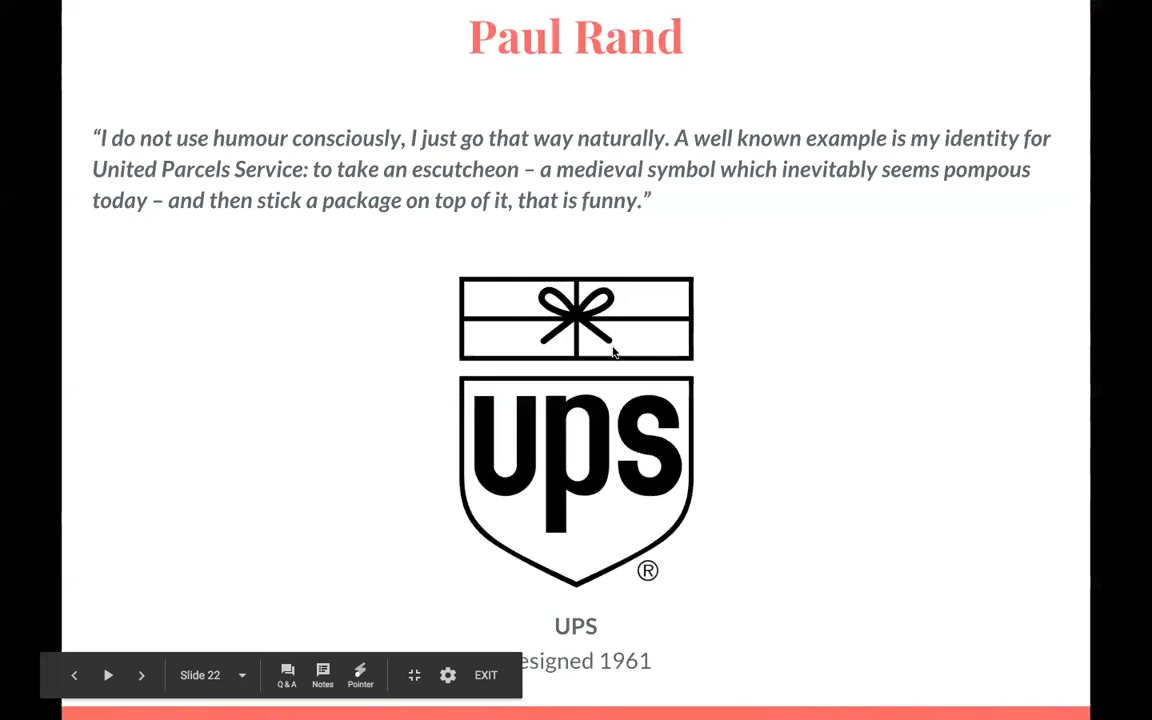 Paul Rand
“I do not use humour consciously, I just go that way naturally. A well known example is my identity for
United Parcels Service: to take an escutcheon – a medieval symbol which inevitably seems pompous
today – and then stick a package on top of it, that is funny.”
ups
®
UPS
esigned 1961
Slide 22
Q & A
Notes
Pointer
EXIT